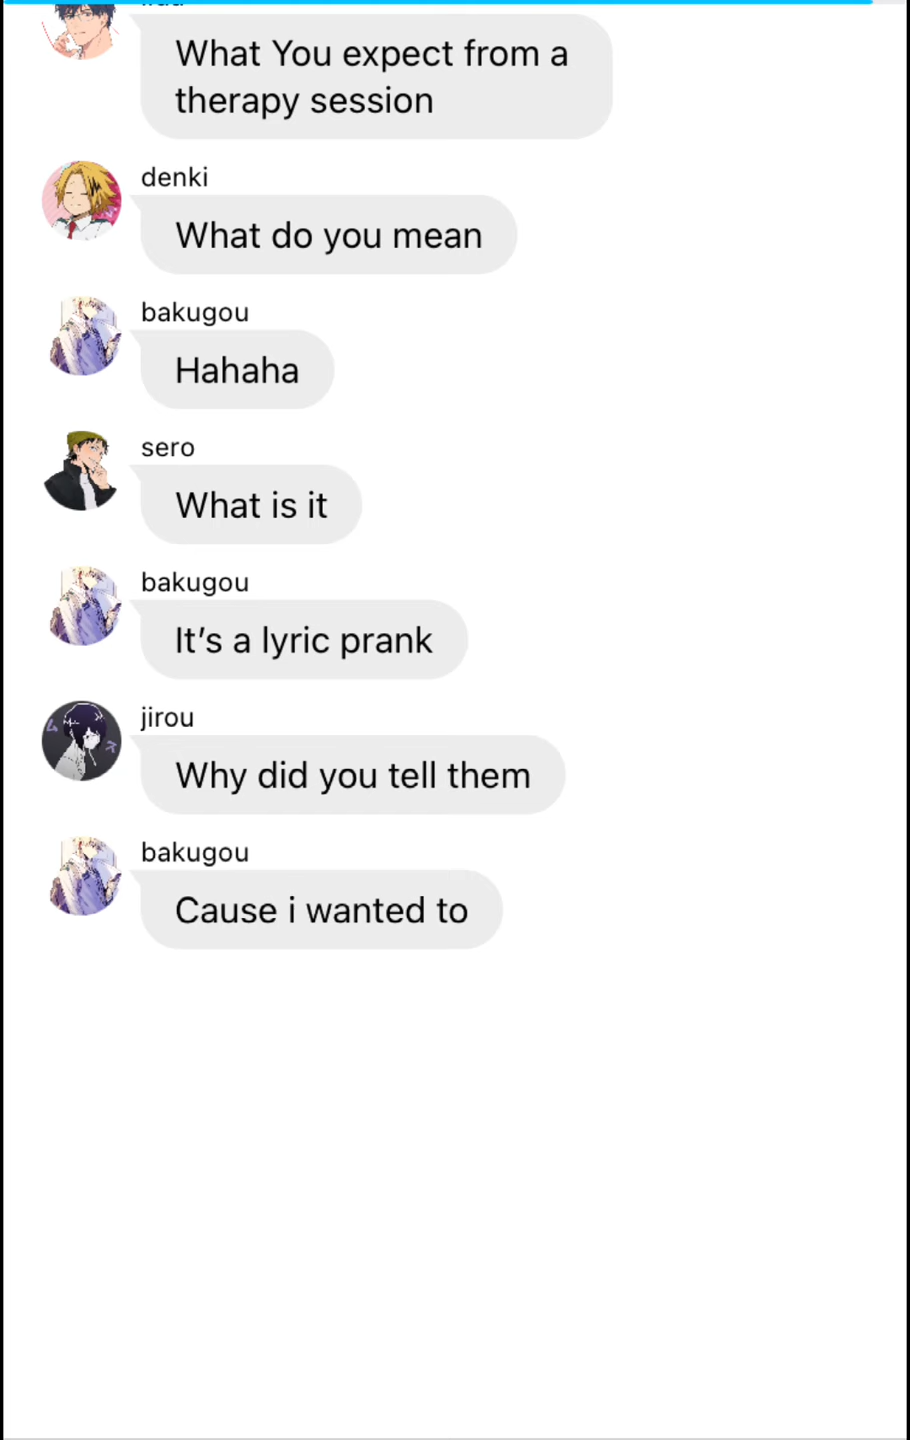 What You expect from a
therapy session
denki
What do you mean
bakugou
Hahaha
sero
What is it
bakugou
It's a lyric prank
jirou
Why did you tell them
bakugou
Cause i wanted to